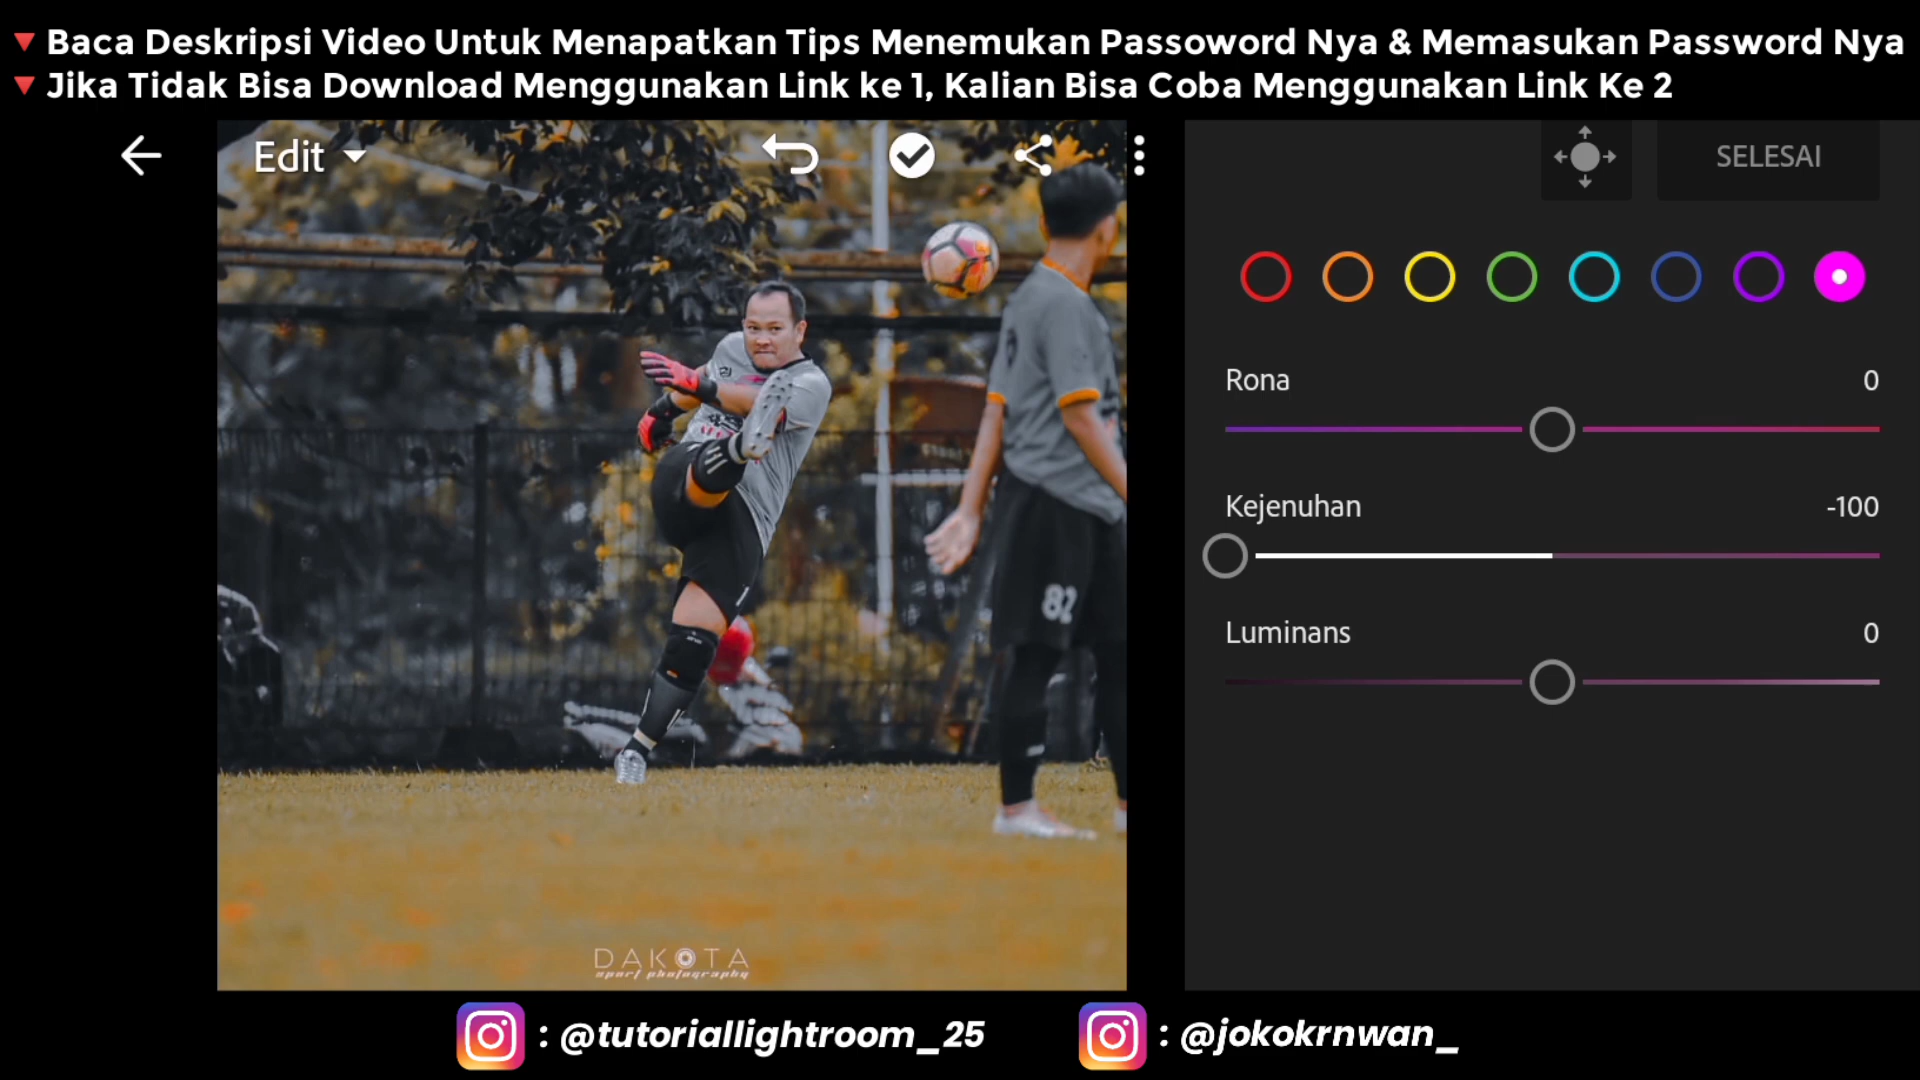 Baca Deskripsi Video Untuk Menapatkan Tips Menemukan Passoword Nya & Memasukan Password Nya
Jika Tidak Bisa Download Menggunakan Link ke 1, Kalian Bisa Coba Menggunakan Link Ke 2
Edit
SELESAI
Rona 0
Kejenuhan -100
Luminans 0
82
DAKOTA
sport photography
: @tutoriallightroom_25
: @jokokrnwan_